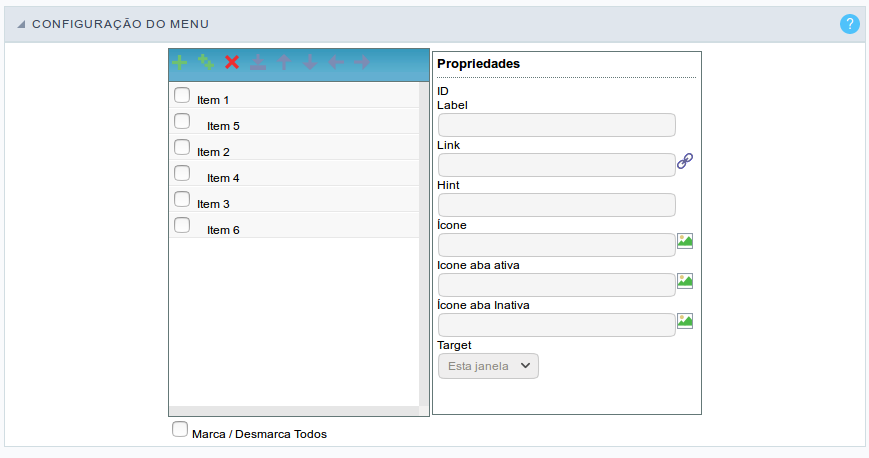 CONFIGURAÇÃO DO MENU
?
Item 1
Item 5
Item 2
Item 4
Item 3
Item 6
Marca / Desmarca Todos
Propriedades
ID
Label
Link
Hint
Ícone
Icone aba ativa
Ícone aba Inativa
Target
Esta janela